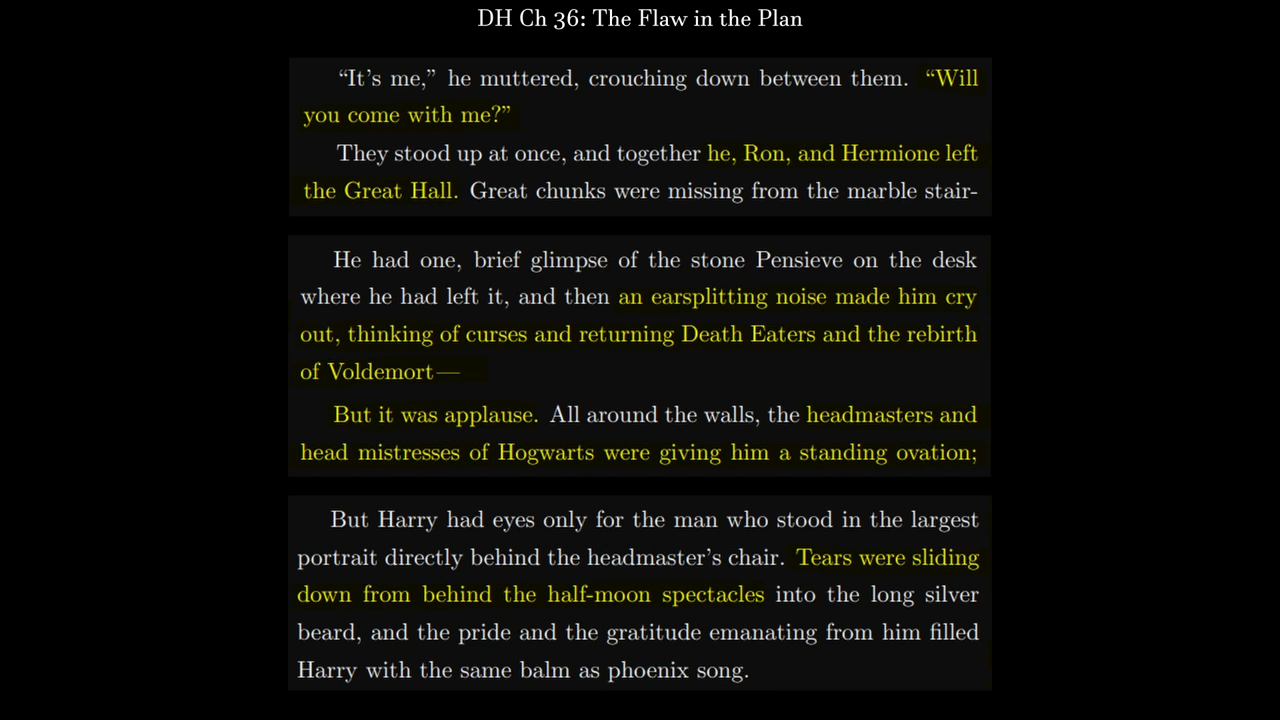 DH Ch 36: The Flaw in the Plan
“It’s me,” he muttered, crouching down between them. “Will
you come with me?”
They stood up at once, and together he, Ron, and Hermione left
the Great Hall. Great chunks were missing from the marble stair-
He had one, brief glimpse of the stone Pensieve on the desk
where he had left it, and then an earsplitting noise made him cry
out, thinking of curses and returning Death Eaters and the rebirth
of Voldemort—
But it was applause. All around the walls, the headmasters and
head mistresses of Hogwarts were giving him a standing ovation;
But Harry had eyes only for the man who stood in the largest
portrait directly behind the headmaster’s chair. Tears were sliding
down from behind the half-moon spectacles into the long silver
beard, and the pride and the gratitude emanating from him filled
Harry with the same balm as phoenix song.